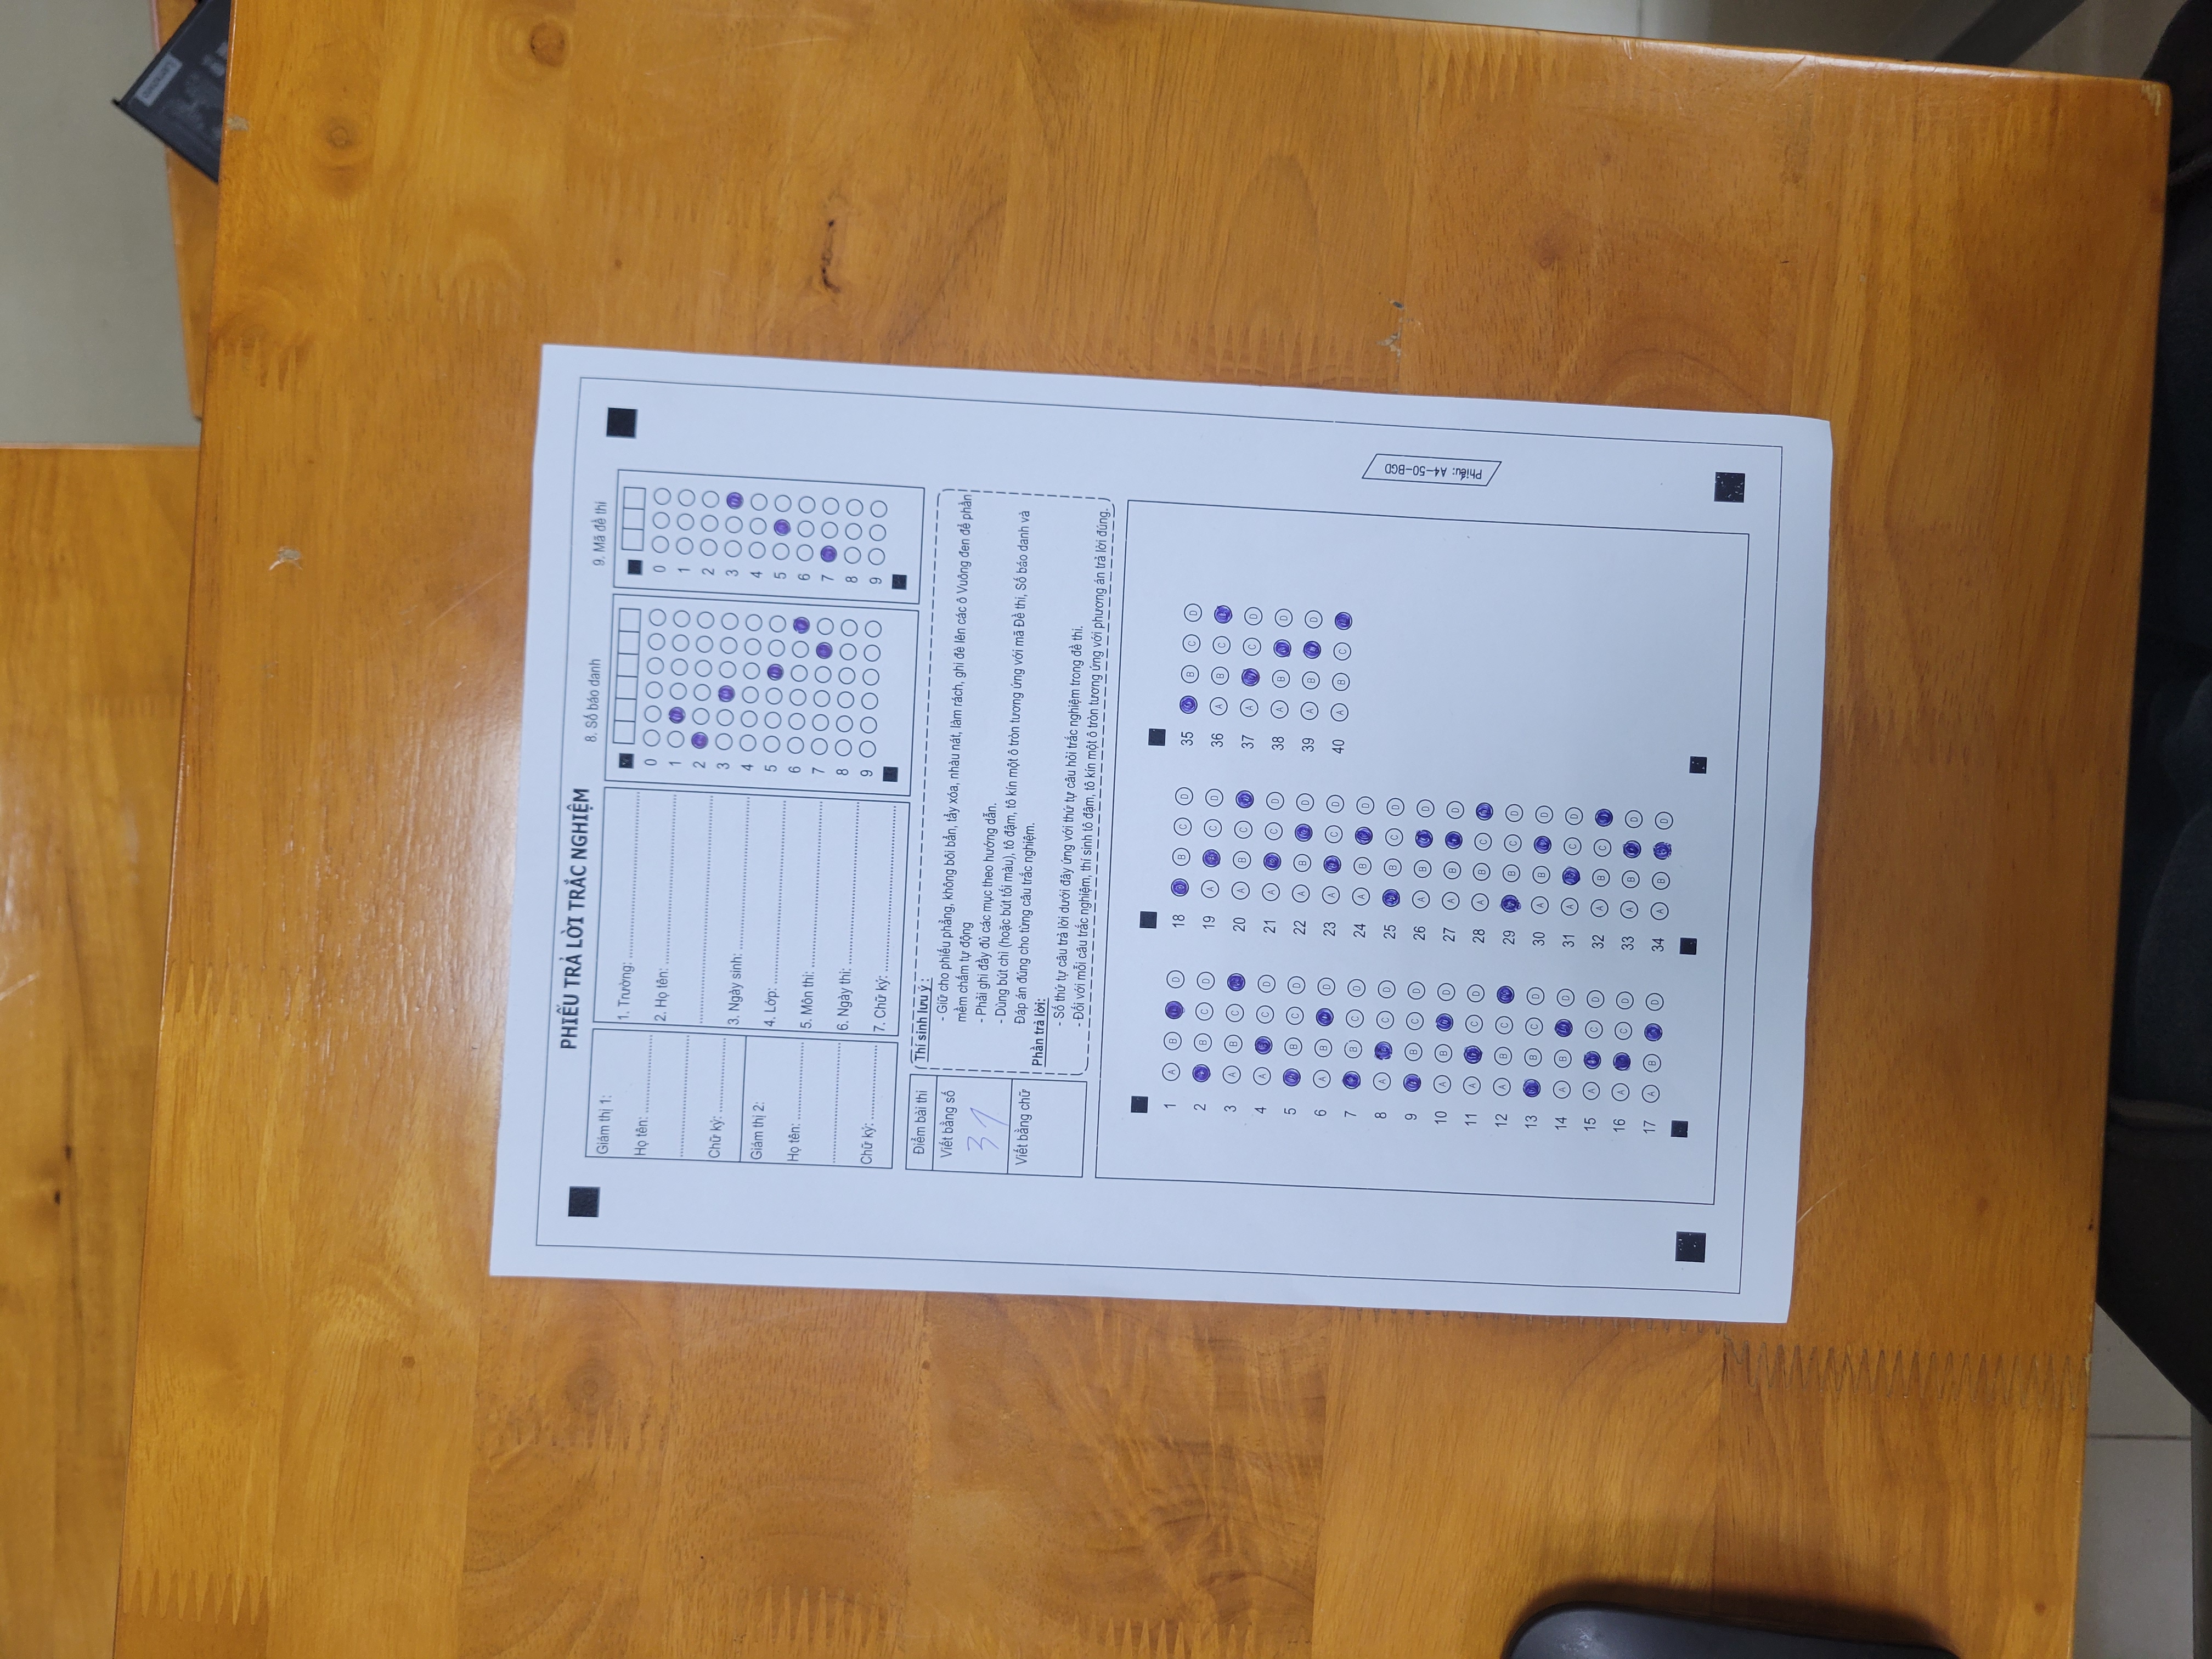 PHIẾU TRẢ LỜI TRẮC NGHIỆM
Giám thị 1:
Họ tên:
Chữ ký:
Giám thị 2:
Họ tên:
Chữ ký:
1. Trường:
2. Họ tên:
3. Ngày sinh:
4. Lớp:
5. Môn thi:
6. Ngày thi:
7. Chữ ký:
8. Số báo danh
0
1
2
3
4
5
6
7
8
9
9. Mã đề thi
0
1
2
3
4
5
6
7
8
9
Điểm bài thi
Viết bằng số
31
Viết bằng chữ
Thí sinh lưu ý :
- Giữ cho phiếu phẳng, không bôi bẩn, tẩy xóa, nhàu nát, làm rách, ghi đè lên các ô Vuông đen để phần
mềm chấm tự động
- Phải ghi đầy đủ các mục theo hướng dẫn.
- Dùng bút chì (hoặc bút tối màu), tô đậm, tô kín một ô tròn tương ứng với mã Đề thi, Số báo danh và
Đáp án đúng cho từng câu trắc nghiệm.
Phần trả lời:
- Số thứ tự câu trả lời dưới đây ứng với thứ tự câu hỏi trắc nghiệm trong đề thi.
- Đối với mỗi câu trắc nghiệm, thí sinh tô đậm, tô kín một ô tròn tương ứng với phương án trả lời đúng.
1 A B D
2 B C D
3 A B C
4 A C D
5 B C D
6 A B D
7 B C D
8 A C D
9 B C D
10 A B D
11 A C D
12 A B C
13 B C D
14 A B D
15 A C D
16 A C D
17 A B D
18 B C D
19 A C D
20 A B C
21 A C D
22 A B D
23 A C D
24 A B D
25 B C D
26 A B D
27 A B D
28 A B C
29 B C D
30 A B D
31 A C D
32 A B C
33 A B D
34 A B D
35 B C D
36 A B C
37 A C D
38 A B D
39 A B D
40 A B C
Phiếu: A4-50-BGD